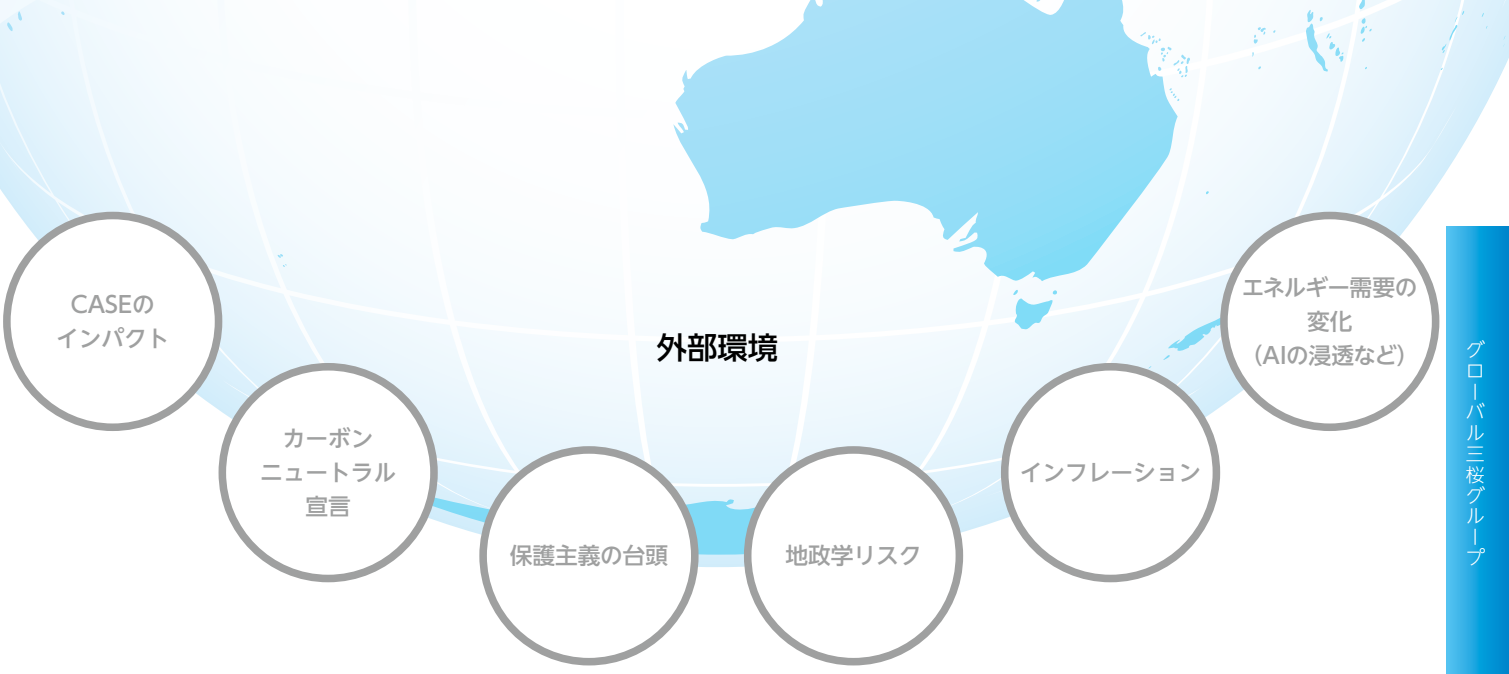 外部環境
CASEの
インパクト
カーボン
ニュートラル
宣言
保護主義の台頭
地政学リスク
インフレーション
エネルギー需要の
変化
（AIの浸透など）
グローバル三桜グループ